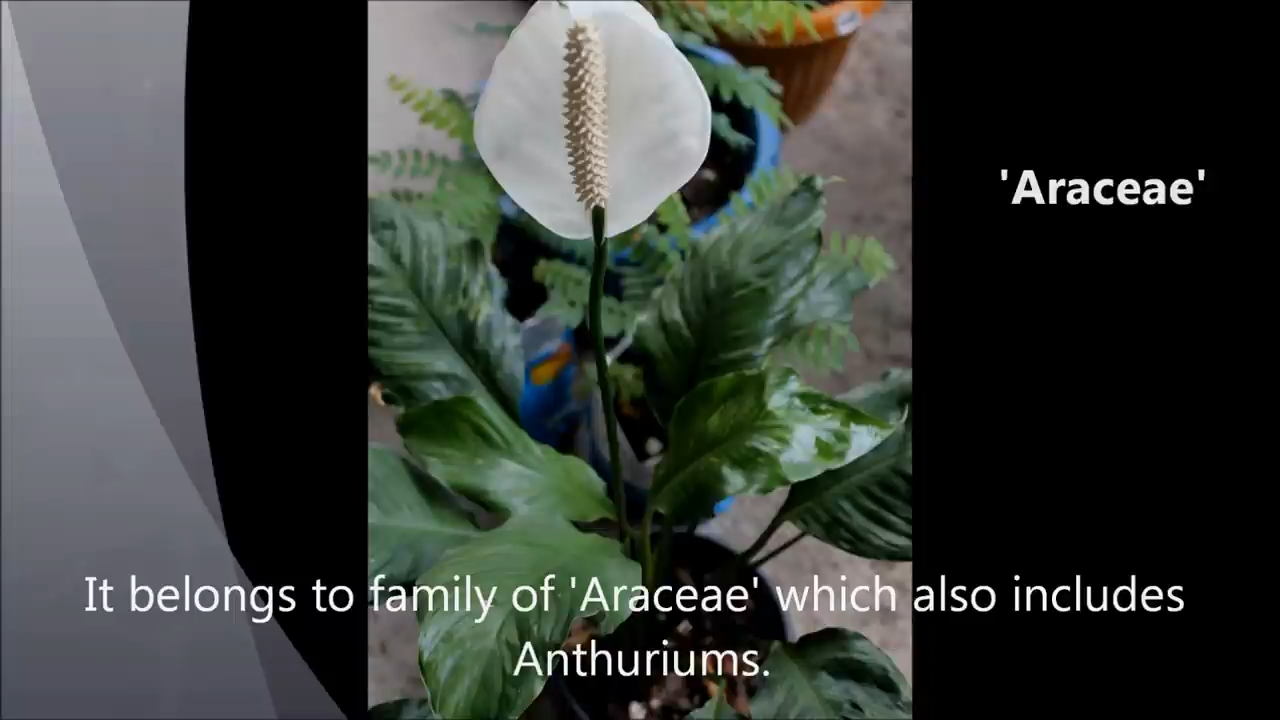 'Araceae'
It belongs to family of 'Araceae' which also includes
Anthuriums.